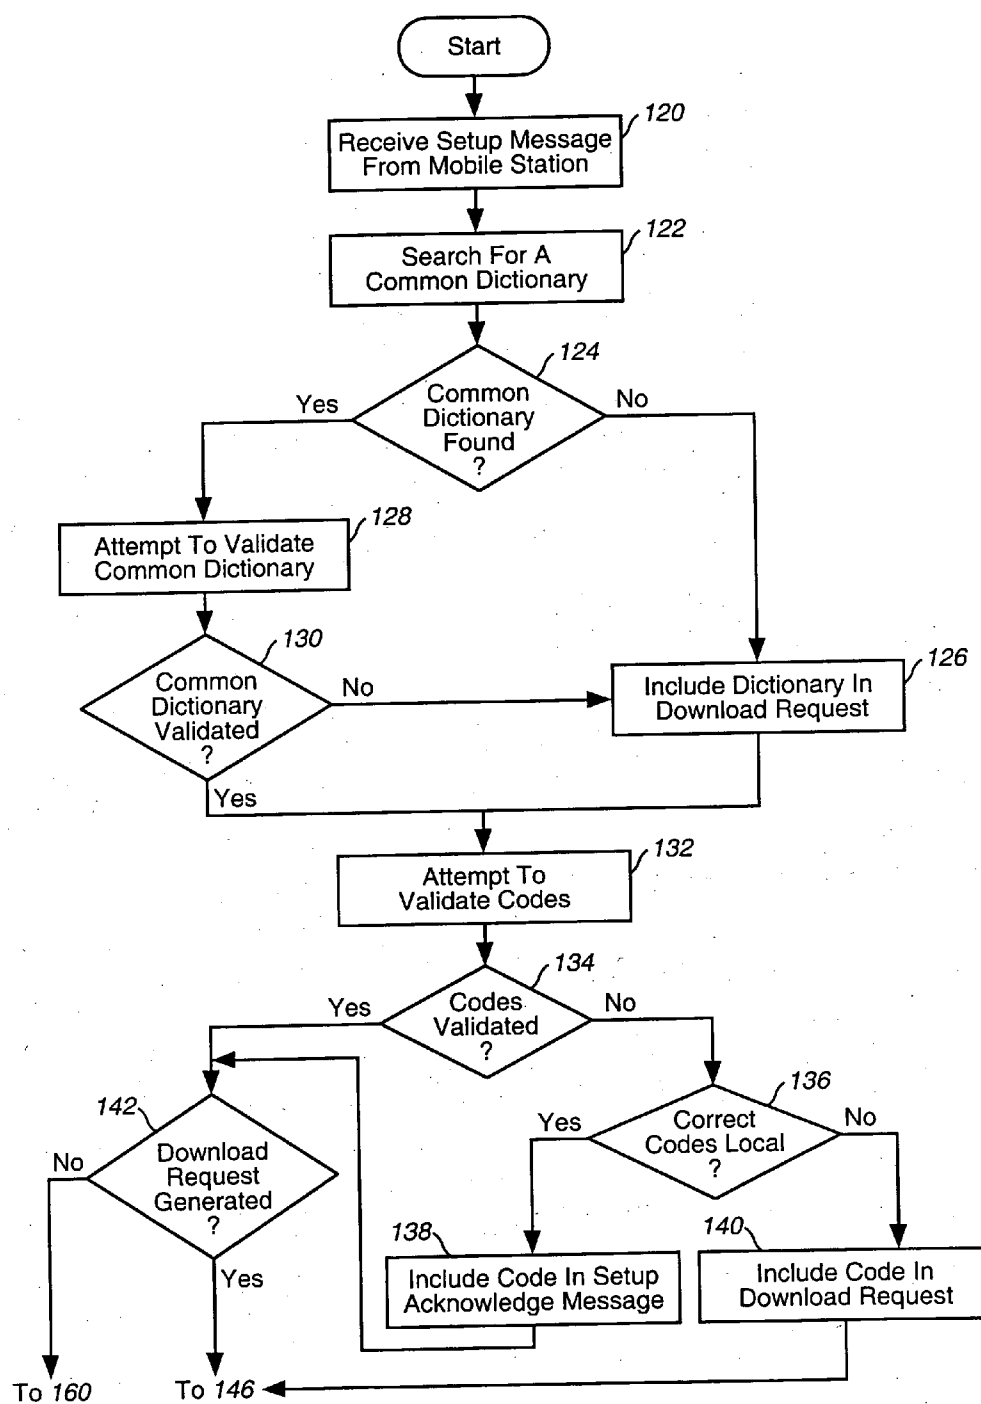 Start
120
Receive Setup Message
From Mobile Station
122
Search For A
Common Dictionary
124
Common
Dictionary
Found
?
Yes
No
128
Attempt To Validate
Common Dictionary
130
Common
Dictionary
Validated
?
No
126
Include Dictionary In
Download Request
Yes
132
Attempt To
Validate Codes
134
Codes
Validated
?
Yes
No
136
Correct
Codes Local
?
Yes
No
142
Download
Request
Generated
?
No
Yes
138
Include Code In Setup
Acknowledge Message
140
Include Code In
Download Request
To 160
To 146